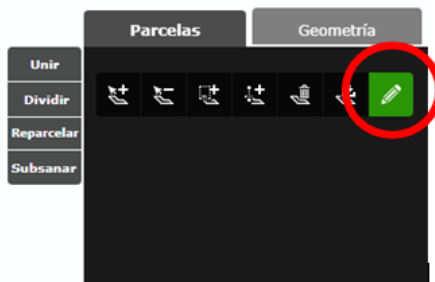 Parcelas
Geometría
Unir
Dividir
Reparcelar
Subsanar